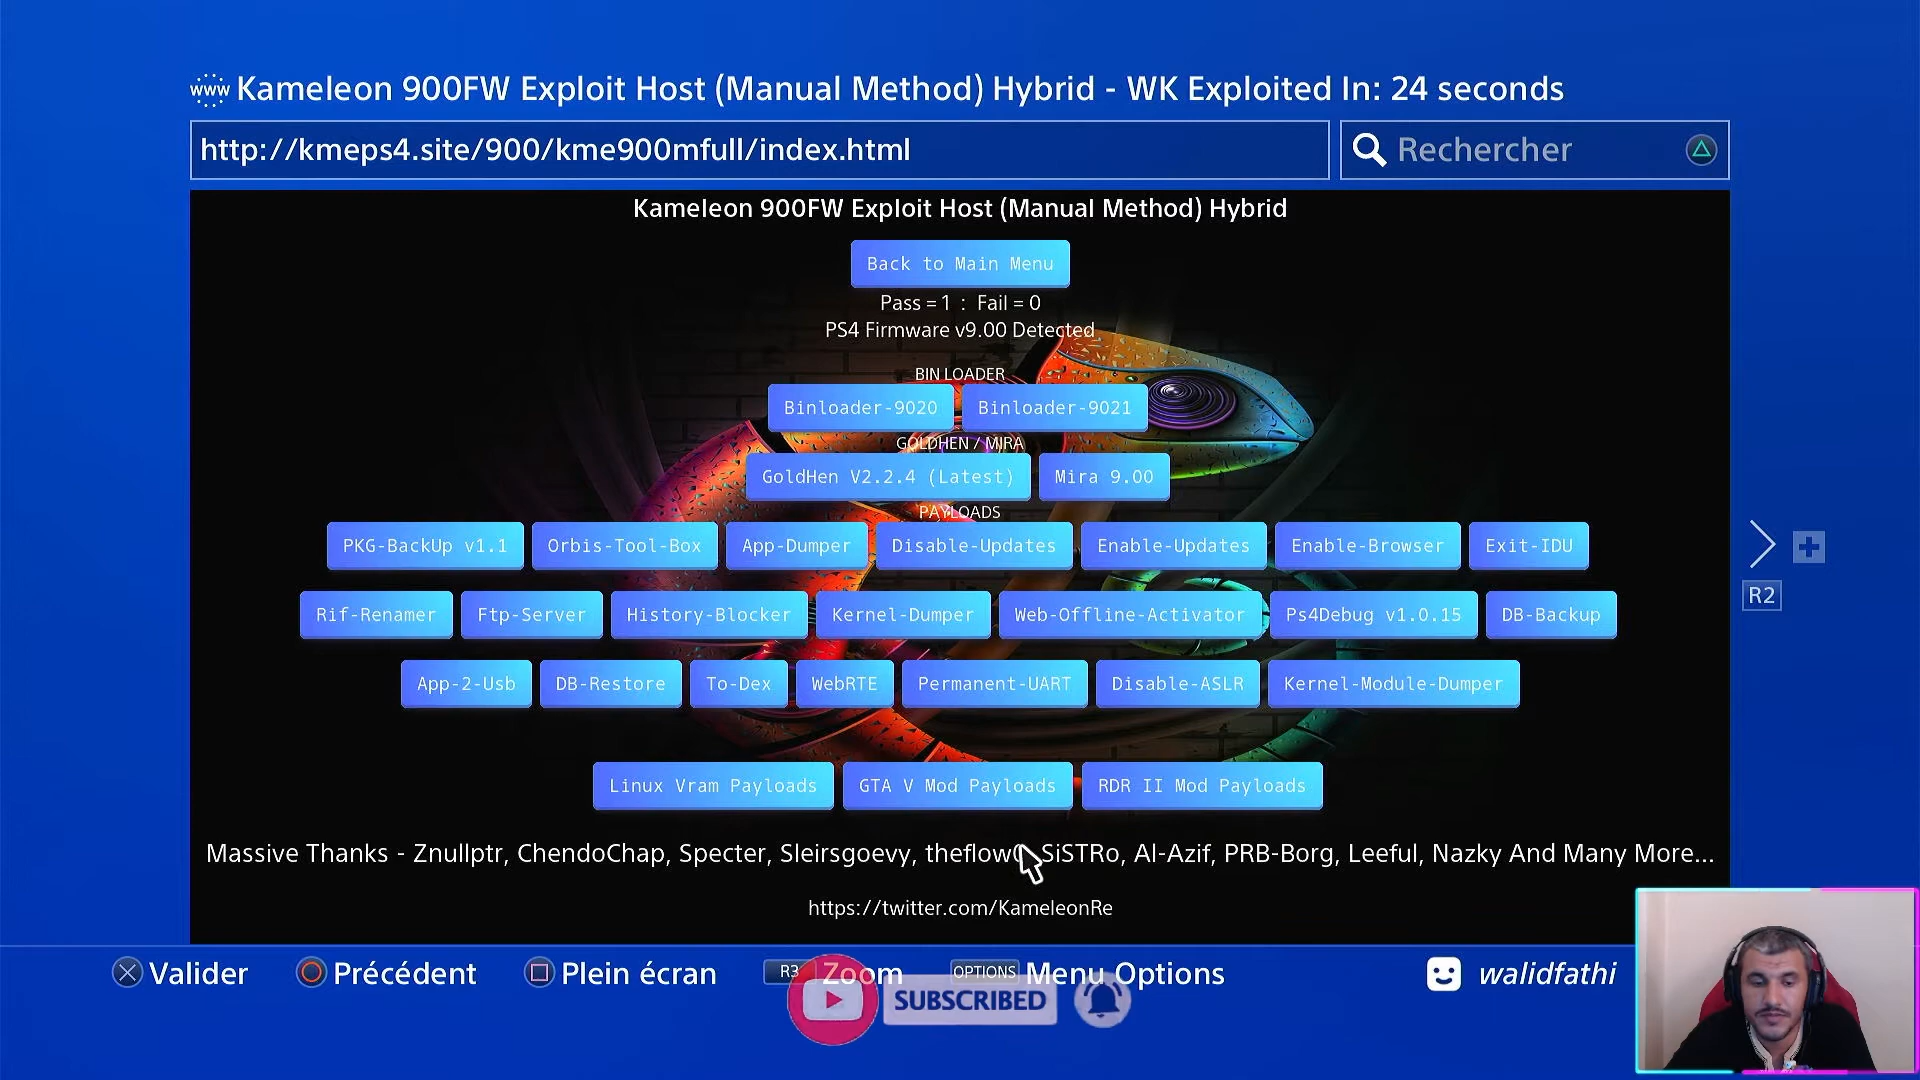 www Kameleon 900FW Exploit Host (Manual Method) Hybrid - WK Exploited In: 24 seconds
http://kmeps4.site/900/kme900mfull/index.html
Rechercher
Kameleon 900FW Exploit Host (Manual Method) Hybrid
Back to Main Menu
Pass = 1 : Fail = 0
PS4 Firmware v9.00 Detected
BIN LOADER
Binloader-9020 Binloader-9021
GOLDHEN / MIRA
GoldHen V2.2.4 (Latest) Mira 9.00
PAYLOADS
PKG-BackUp v1.1 Orbis-Tool-Box App-Dumper Disable-Updates Enable-Updates Enable-Browser Exit-IDU
Rif-Renamer Ftp-Server History-Blocker Kernel-Dumper Web-Offline-Activator Ps4Debug v1.0.15 DB-Backup
R2
App-2-Usb DB-Restore To-Dex WebRTE Permanent-UART Disable-ASLR Kernel-Module-Dumper
Linux Vram Payloads GTA V Mod Payloads RDR II Mod Payloads
Massive Thanks - Znullptr, ChendoChap, Specter, Sleirsgoevy, theflow0, SiSTRo, Al-Azif, PRB-Borg, Leeful, Nazky And Many More...
https://twitter.com/KameleonRe
Valider Précédent Plein écran R3 Zoom OPTIONS Menu Options walidfathi
SUBSCRIBED